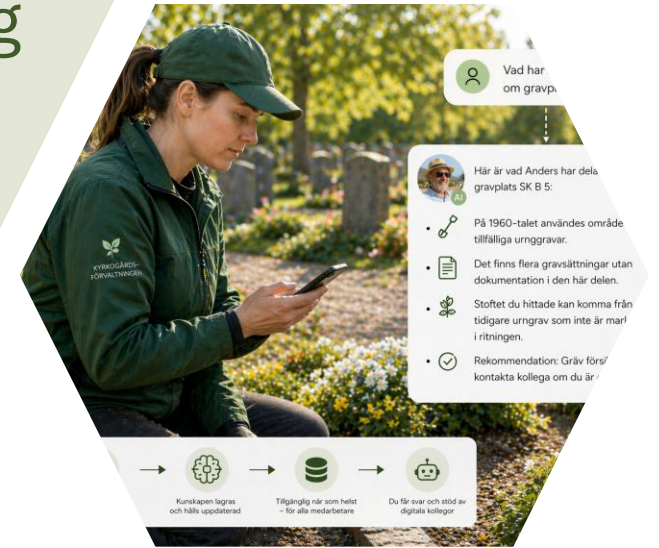 g
Vad har
om gravpl
Här är vad Anders har dela
gravplats SK B 5:
AI
På 1960-talet användes område
tillfälliga urngravar.
Det finns flera gravsättningar utan
dokumentation i den här delen.
Stoftet du hittade kan komma från
tidigare urngrav som inte är mark
i ritningen.
Rekommendation: Gräv försi
kontakta kollega om du är
KYRKOGÅRDS-
FÖRVALTNINGEN
Kunskapen lagras
och hålls uppdaterad
Tillgänglig när som helst
– för alla medarbetare
Du får svar och stöd av
digitala kollegor